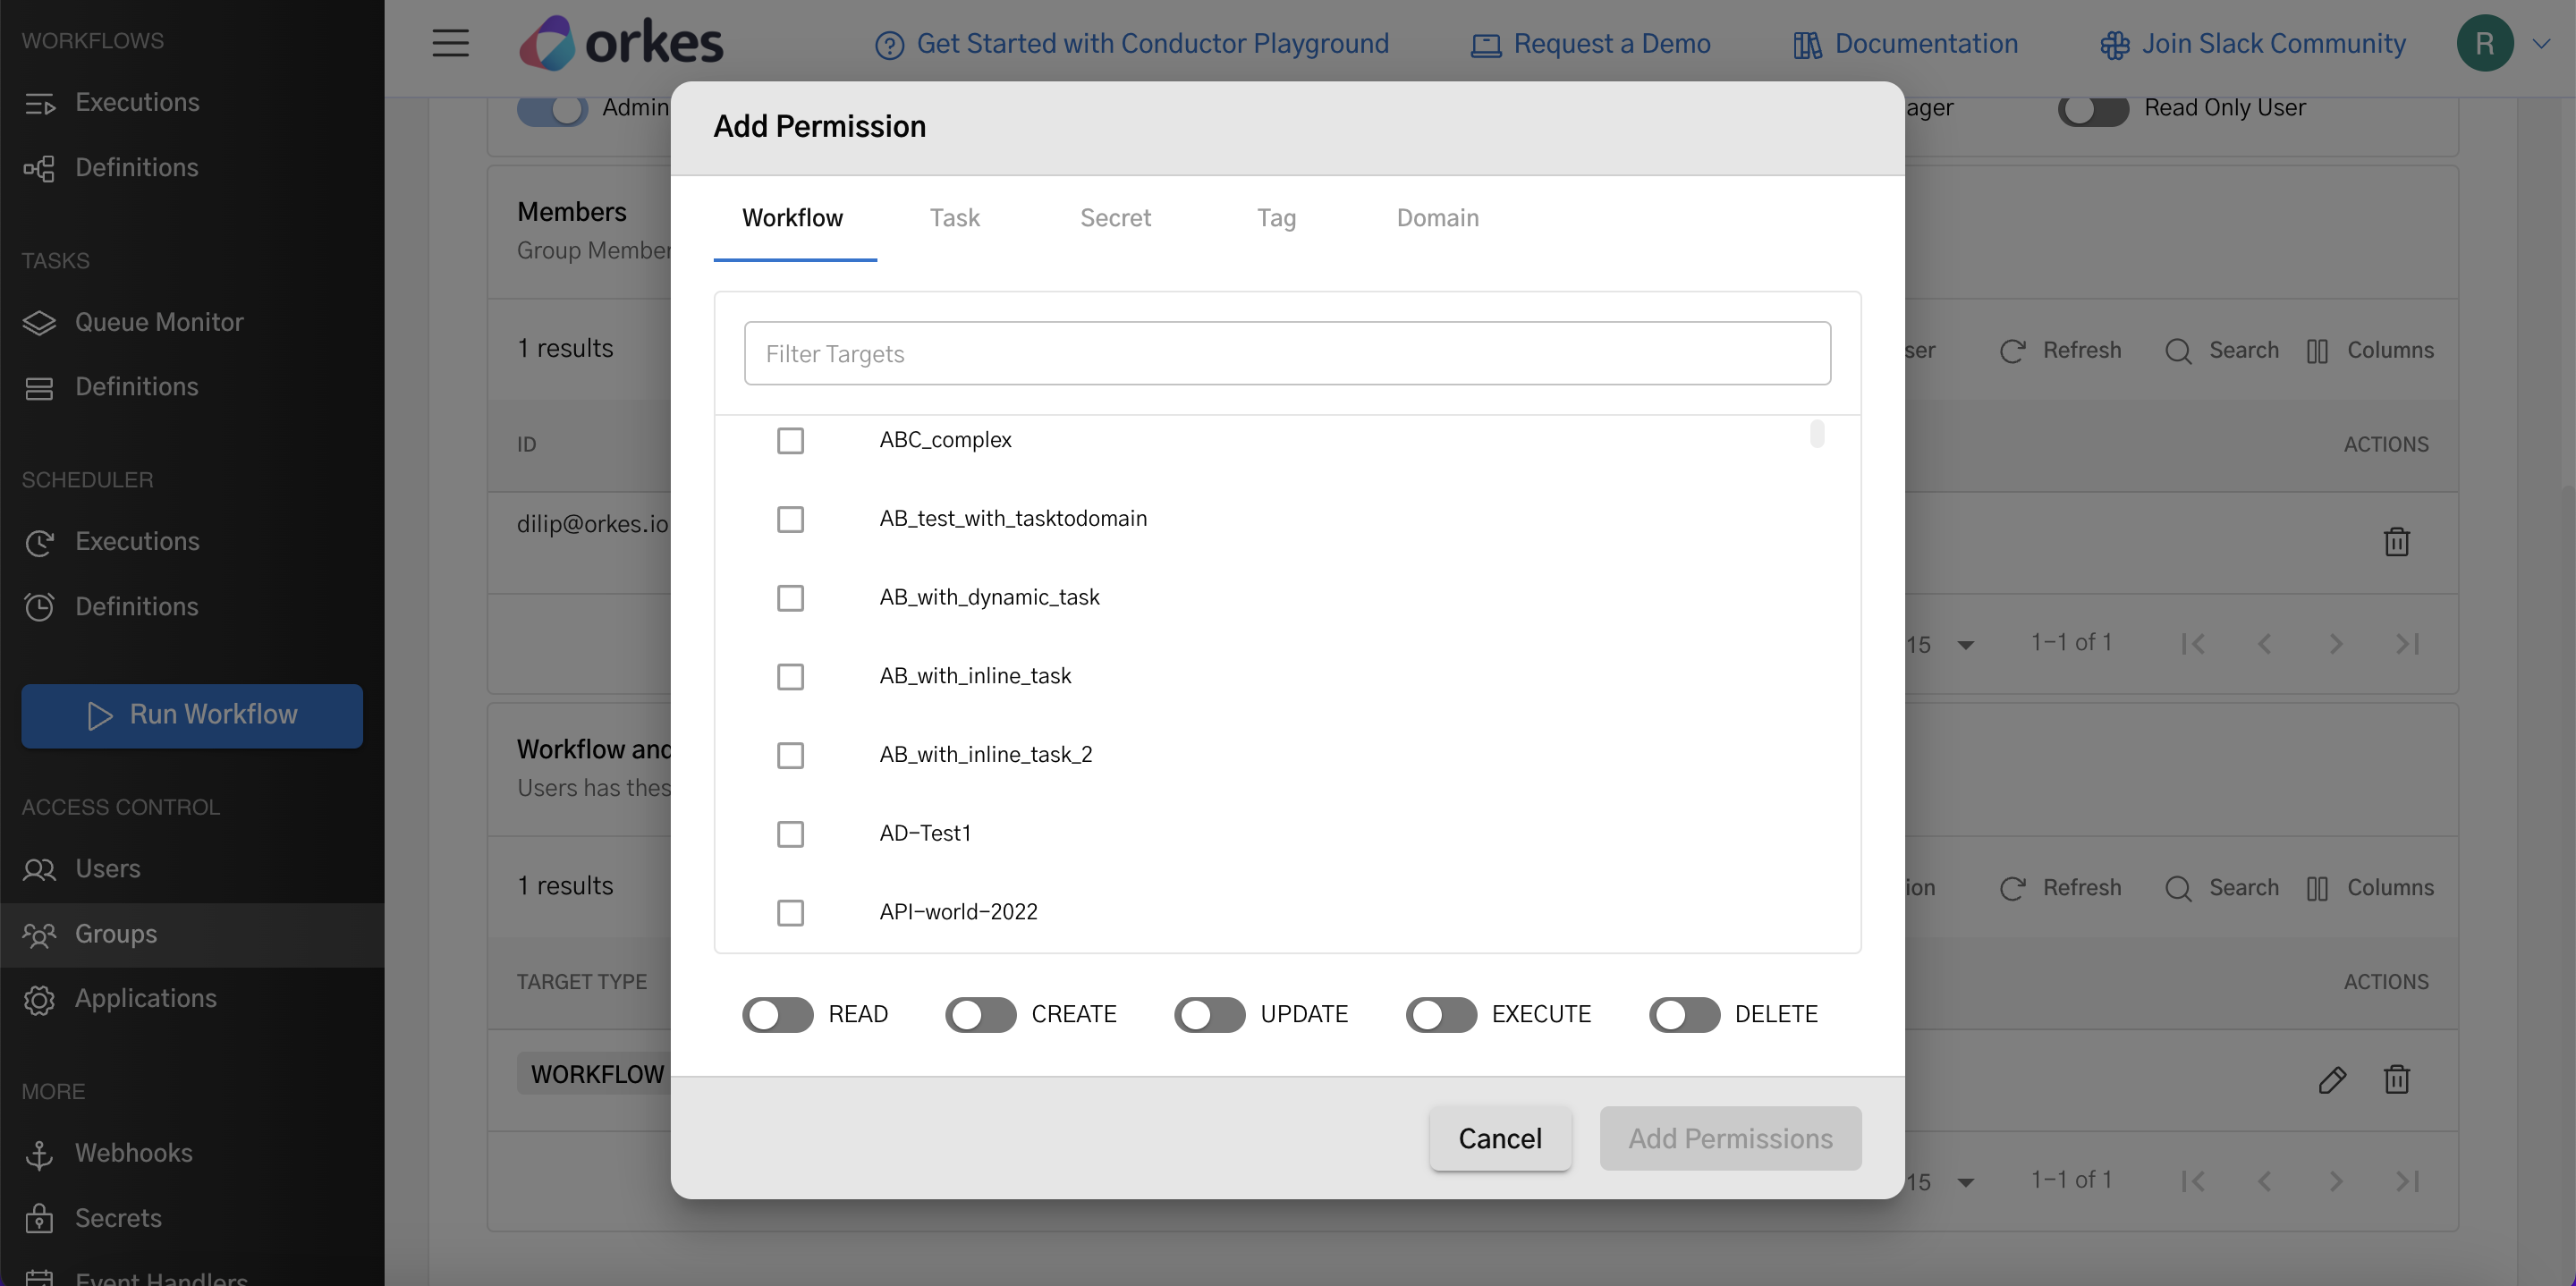 WORKFLOWS
Executions
Definitions
TASKS
Queue Monitor
Definitions
SCHEDULER
Executions
Definitions
Run Workflow
ACCESS CONTROL
Users
Groups
Applications
MORE
Webhooks
Secrets
Event Handlers
orkes
Get Started with Conductor Playground
Request a Demo
Documentation
Join Slack Community
R
Admin
ager
Read Only User
Members
Group Member
1 results
ser
Refresh
Search
Columns
ID
ACTIONS
dilip@orkes.io
15
1-1 of 1
Workflow and
Users has thes
1 results
ion
Refresh
Search
Columns
TARGET TYPE
ACTIONS
WORKFLOW
15
1-1 of 1
Add Permission
Workflow
Task
Secret
Tag
Domain
Filter Targets
ABC_complex
AB_test_with_tasktodomain
AB_with_dynamic_task
AB_with_inline_task
AB_with_inline_task_2
AD-Test1
API-world-2022
READ
CREATE
UPDATE
EXECUTE
DELETE
Cancel
Add Permissions